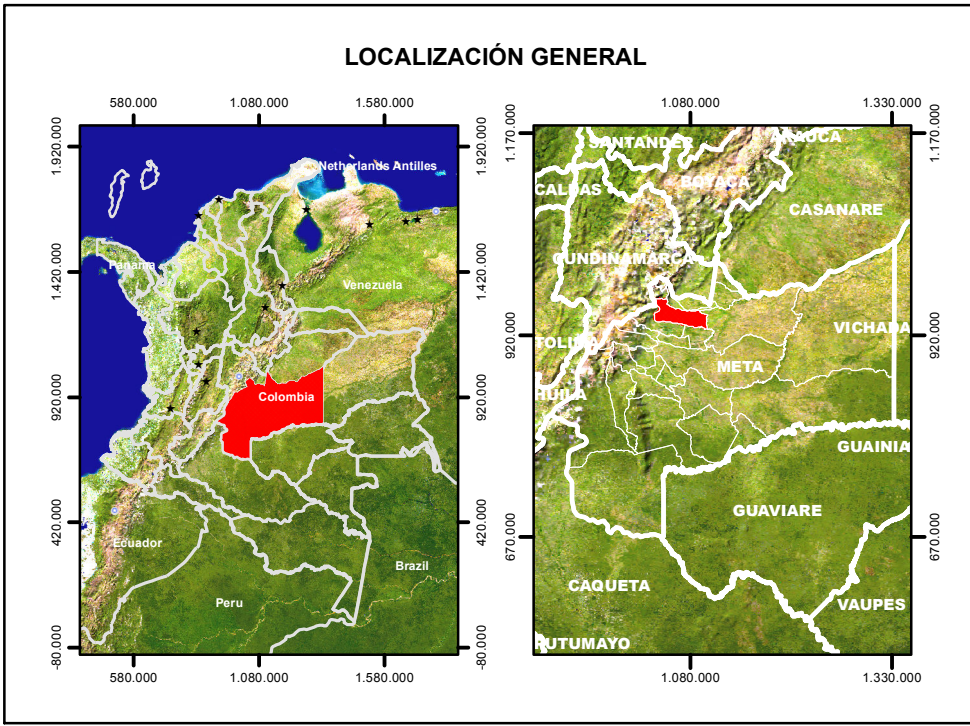 LOCALIZACIÓN GENERAL
580.000 1.080.000 1.580.000
1.080.000 1.330.000
1.920.000
1.920.000
1.170.000
1.170.000
Netherlands Antilles
SANTANDER
ARAUCA
BOYACA
CALDAS
CASANARE
Panama
Venezuela
CUNDINAMARCA
1.420.000
1.420.000
VICHADA
920.000
920.000
920.000
920.000
TOLIMA
META
Colombia
HUILA
GUAINIA
GUAVIARE
420.000
420.000
670.000
670.000
Ecuador
Brazil
CAQUETA
Peru
VAUPES
PUTUMAYO
-80.000
-80.000
580.000 1.080.000 1.580.000
1.080.000 1.330.000